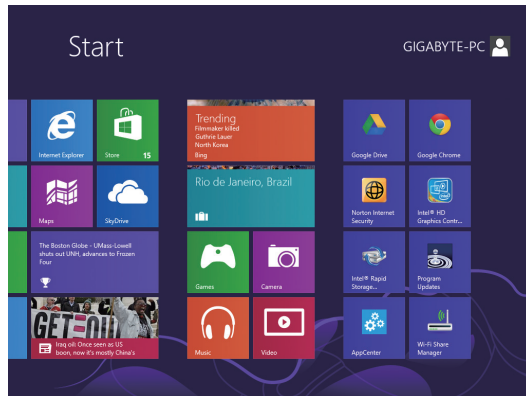 Start
GIGABYTE-PC
Internet Explorer
Store
15
Maps
SkyDrive
The Boston Globe - UMass-Lowell
shuts out UNH, advances to Frozen
Four
GET OUT
Iraq oil: Once seen as US
boon, now it's mostly China's
Trending
Filmmaker killed
Guthrie Lauer
North Korea
Bing
Rio de Janeiro, Brazil
Games
Camera
Music
Video
Google Drive
Google Chrome
Norton Internet
Security
Intel® HD
Graphics Contr...
Intel® Rapid
Storage...
Program
Updates
AppCenter
Wi-Fi Share
Manager